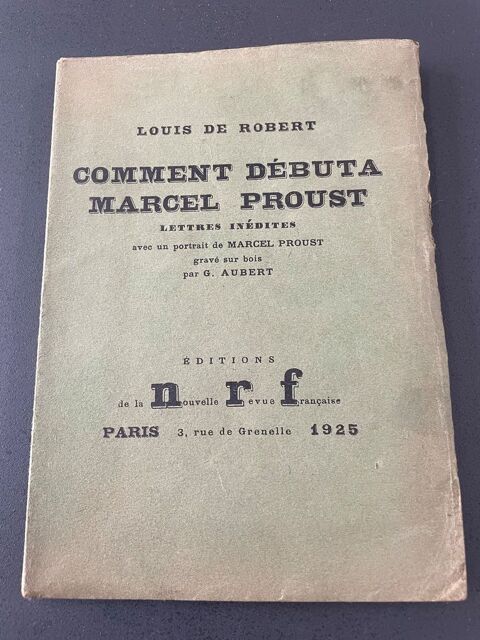 LOUIS DE ROBERT
COMMENT DÉBUTA
MARCEL PROUST
LETTRES INÉDITES
avec un portrait de MARCEL PROUST
gravé sur bois
par G. AUBERT
ÉDITIONS
de la nouvelle revue française
PARIS 3, rue de Grenelle 1925